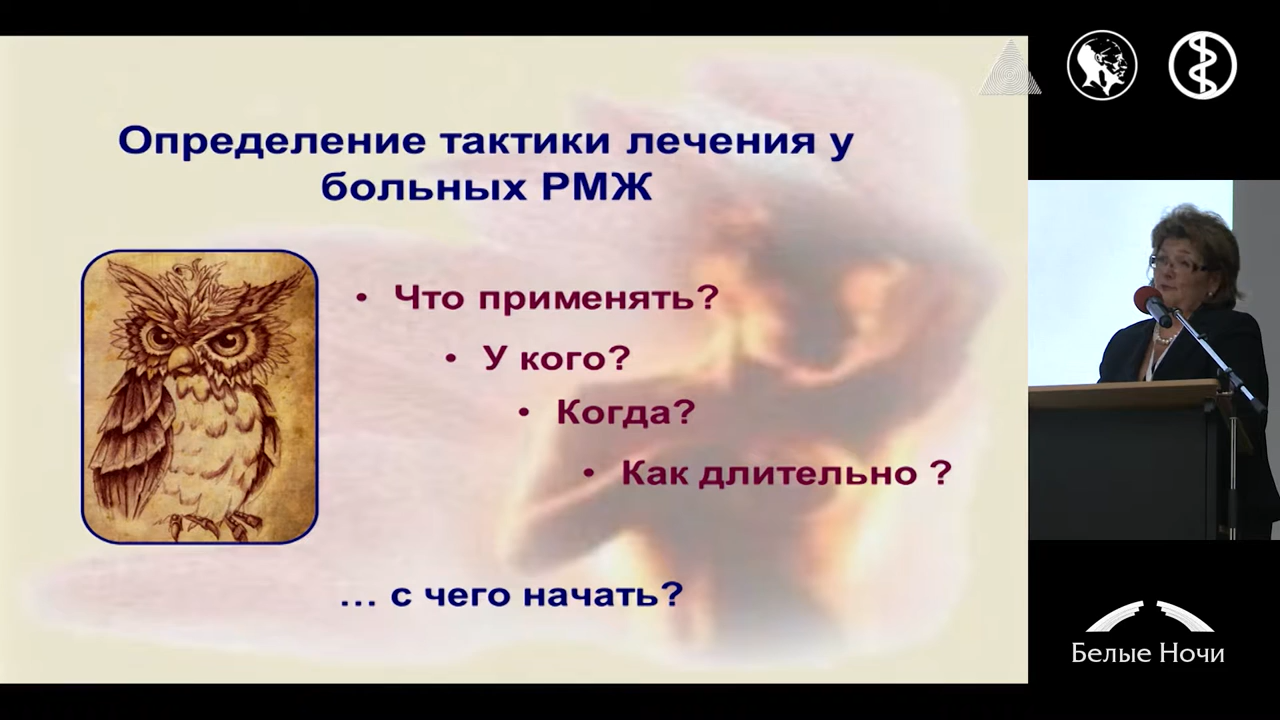 Определение тактики лечения у
больных РМЖ
• Что применять?
• У кого?
• Когда?
• Как длительно ?
... с чего начать?
Белые Ночи